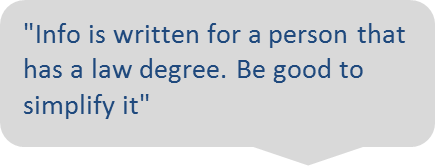 "Info is written for a person that
has a law degree. Be good to
simplify it"